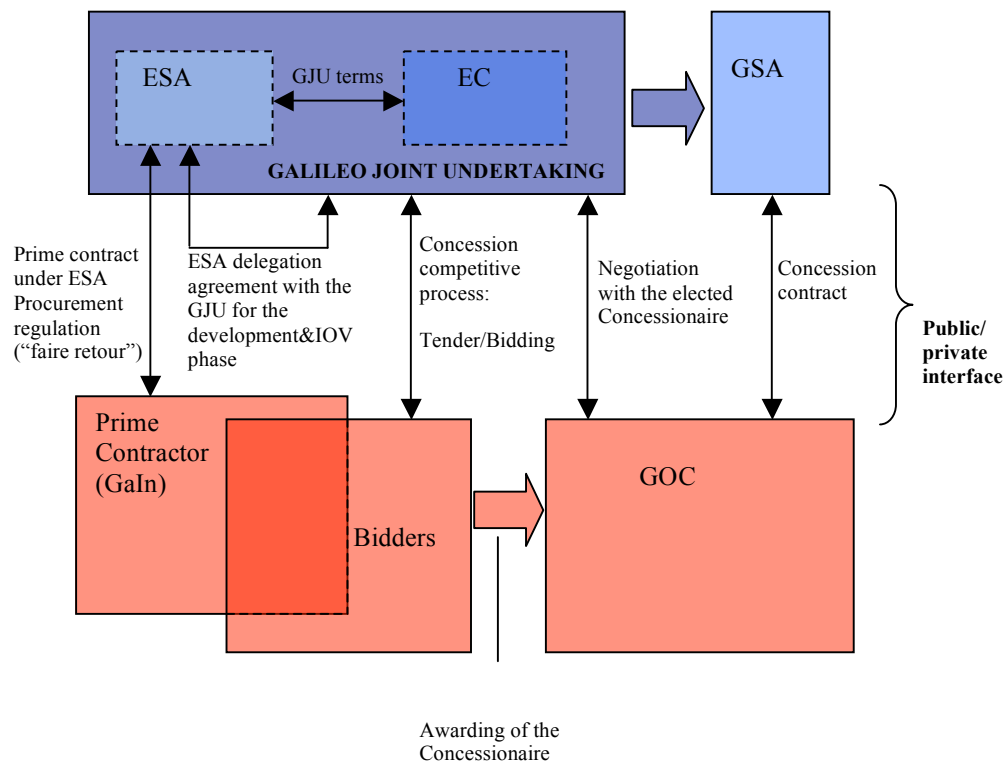 ESA
GJU terms
EC
GSA
GALILEO JOINT UNDERTAKING
Prime contract
under ESA
Procurement
regulation
(“faire retour”)
ESA delegation
agreement with the
GJU for the
development&IOV
phase
Concession
competitive
process:
Tender/Bidding
Negotiation
with the elected
Concessionaire
Concession
contract
Public/
private
interface
Prime
Contractor
(GaIn)
Bidders
GOC
Awarding of the
Concessionaire